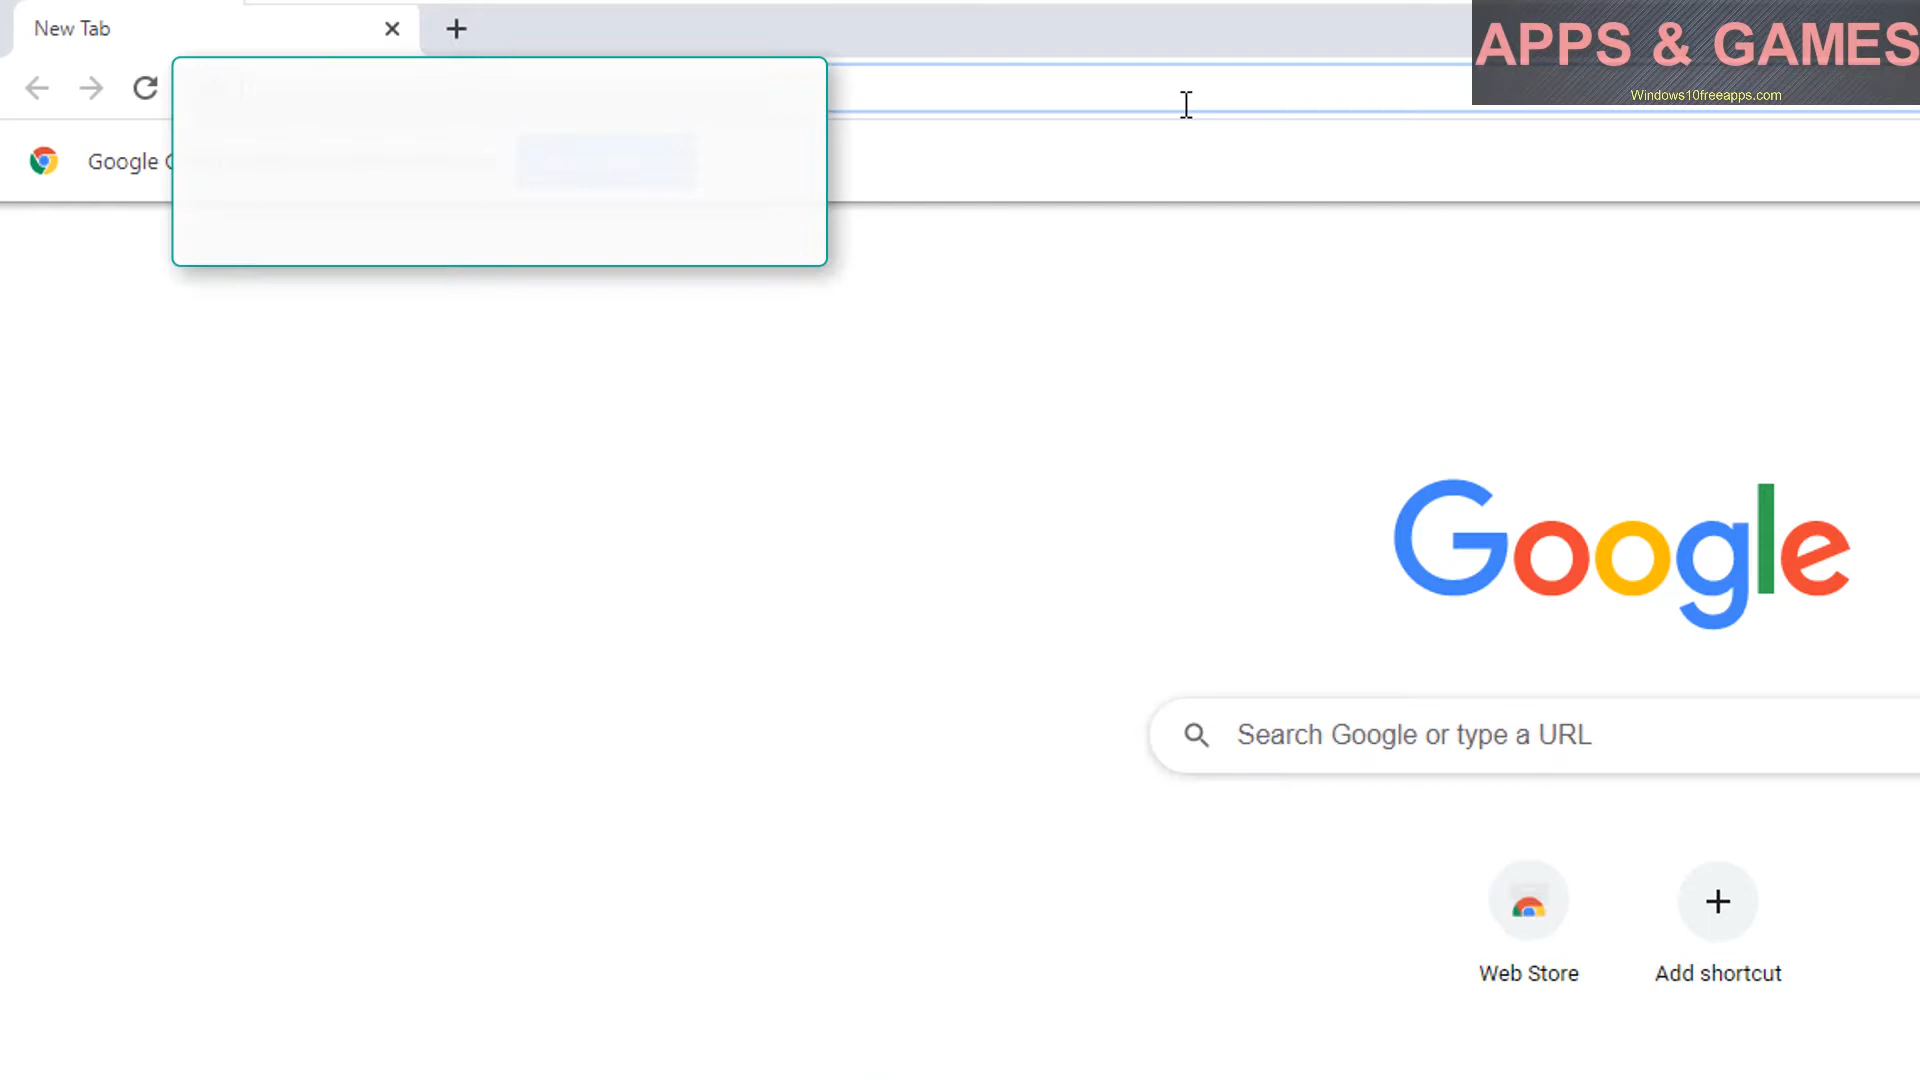 New Tab
APPS & GAMES
Windows10freeapps.com
Google
Google
Search Google or type a URL
Web Store
Add shortcut